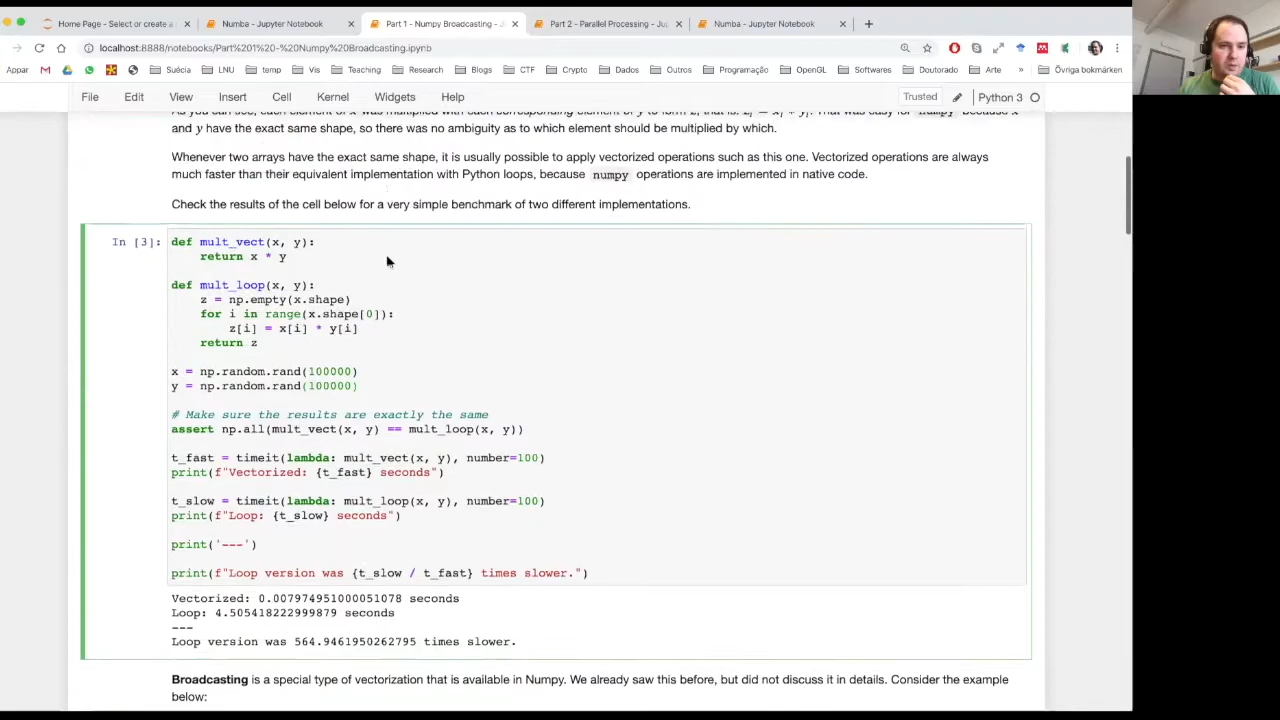 Home Page - Select or create a
Numba - Jupyter Notebook
Part 1 - Numpy Broadcasting - J
Part 2 - Parallel Processing - Ju
Numba - Jupyter Notebook
localhost:8888/notebooks/Part%201%20-%20Numpy%20Broadcasting.ipynb
Appar
Suécia
LNU
temp
Vis
Teaching
Research
Blogs
CTF
Crypto
Dados
Outros
Programação
OpenGL
Softwares
Doutorado
Arte
»
Övriga bokmärken
File
Edit
View
Insert
Cell
Kernel
Widgets
Help
Trusted
Python 3
and y have the exact same shape, so there was no ambiguity as to which element should be multiplied by which.
Whenever two arrays have the exact same shape, it is usually possible to apply vectorized operations such as this one. Vectorized operations are always
much faster than their equivalent implementation with Python loops, because numpy operations are implemented in native code.
Check the results of the cell below for a very simple benchmark of two different implementations.
In [3]:
def mult_vect(x, y):
    return x * y
def mult_loop(x, y):
    z = np.empty(x.shape)
    for i in range(x.shape[0]):
        z[i] = x[i] * y[i]
    return z
x = np.random.rand(100000)
y = np.random.rand(100000)
# Make sure the results are exactly the same
assert np.all(mult_vect(x, y) == mult_loop(x, y))
t_fast = timeit(lambda: mult_vect(x, y), number=100)
print(f"Vectorized: {t_fast} seconds")
t_slow = timeit(lambda: mult_loop(x, y), number=100)
print(f"Loop: {t_slow} seconds")
print('---')
print(f"Loop version was {t_slow / t_fast} times slower.")
Vectorized: 0.007974951000051078 seconds
Loop: 4.505418222999879 seconds
---
Loop version was 564.9461950262795 times slower.
Broadcasting is a special type of vectorization that is available in Numpy. We already saw this before, but did not discuss it in details. Consider the example
below: